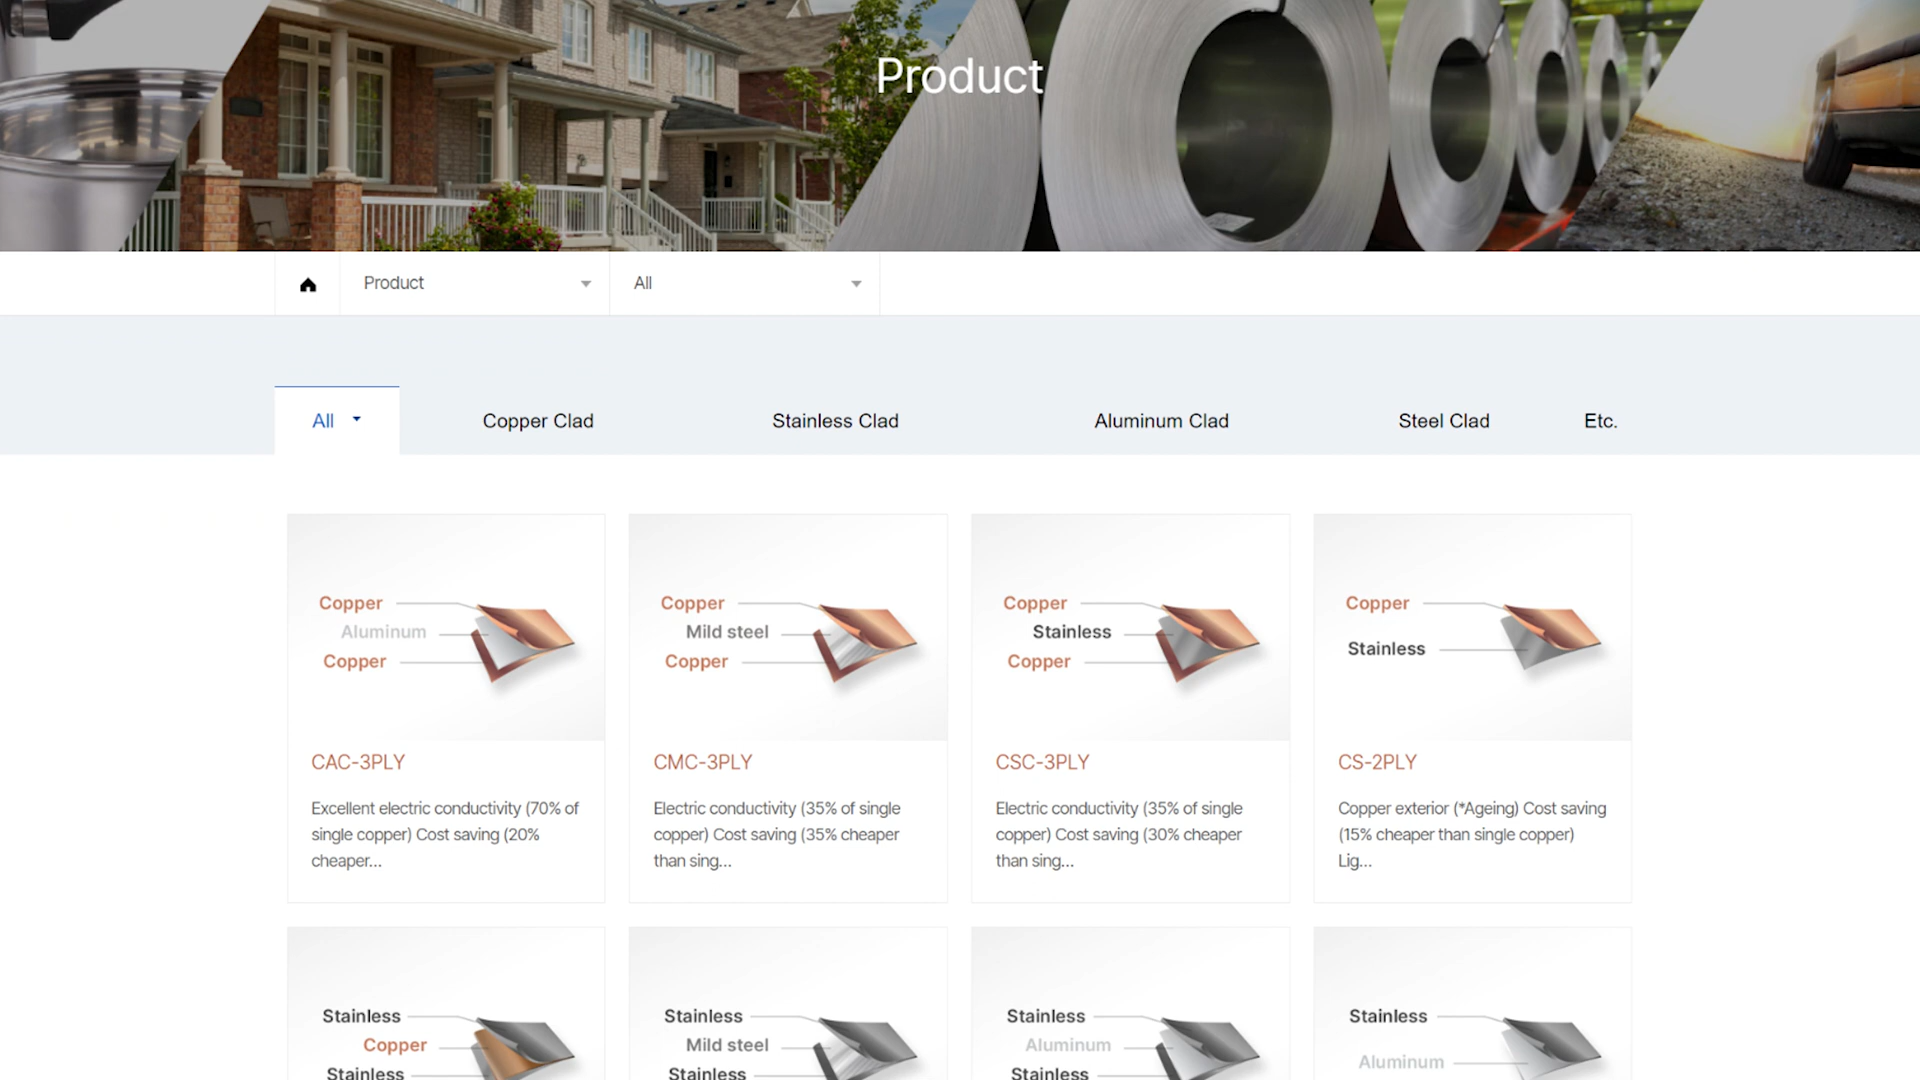 Product
Product
All
All
Copper Clad
Stainless Clad
Aluminum Clad
Steel Clad
Etc.
Copper
Aluminum
Copper
CAC-3PLY
Excellent electric conductivity (70% of
single copper) Cost saving (20%
cheaper...
Copper
Mild steel
Copper
CMC-3PLY
Electric conductivity (35% of single
copper) Cost saving (35% cheaper
than sing...
Copper
Stainless
Copper
CSC-3PLY
Electric conductivity (35% of single
copper) Cost saving (30% cheaper
than sing...
Copper
Stainless
CS-2PLY
Copper exterior (*Ageing) Cost saving
(15% cheaper than single copper)
Lig...
Stainless
Copper
Stainless
Stainless
Mild steel
Stainless
Stainless
Aluminum
Stainless
Stainless
Aluminum